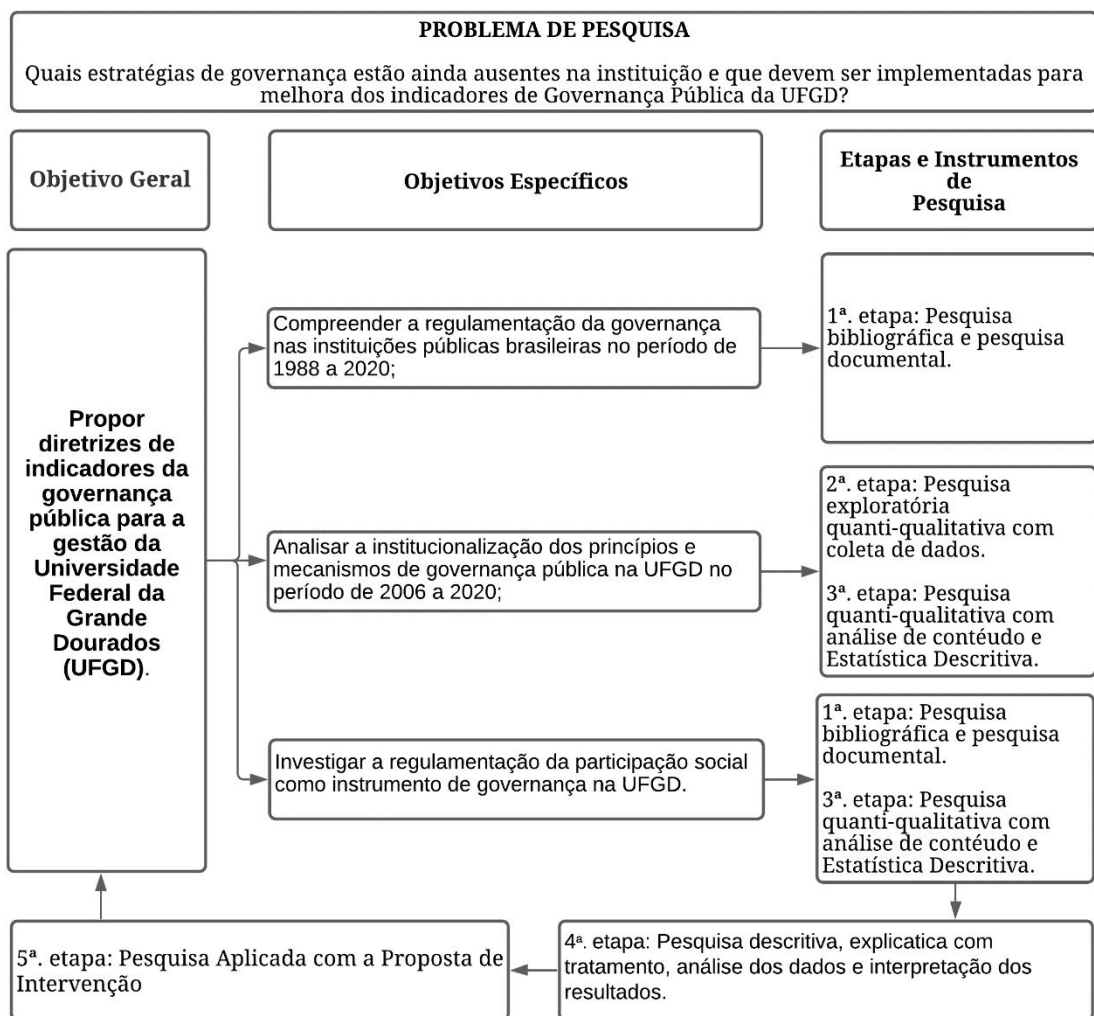 PROBLEMA DE PESQUISA
Quais estratégias de governança estão ainda ausentes na instituição e que devem ser implementadas para
melhora dos indicadores de Governança Pública da UFGD?
Objetivo Geral
Objetivos Específicos
Etapas e Instrumentos
de
Pesquisa
Propor
diretrizes de
indicadores da
governança
pública para a
gestão da
Universidade
Federal da
Grande
Dourados
(UFGD).
Compreender a regulamentação da governança
nas instituições públicas brasileiras no período de
1988 a 2020;
1ª. etapa: Pesquisa
bibliográfica e pesquisa
documental.
Analisar a institucionalização dos princípios e
mecanismos de governança pública na UFGD no
período de 2006 a 2020;
2ª. etapa: Pesquisa
exploratória
quanti-qualitativa com
coleta de dados.
3ª. etapa: Pesquisa
quanti-qualitativa com
análise de contéudo e
Estatística Descritiva.
Investigar a regulamentação da participação social
como instrumento de governança na UFGD.
1ª. etapa: Pesquisa
bibliográfica e pesquisa
documental.
3ª. etapa: Pesquisa
quanti-qualitativa com
análise de contéudo e
Estatística Descritiva.
4ª. etapa: Pesquisa descritiva, explicatica com
tratamento, análise dos dados e interpretação dos
resultados.
5ª. etapa: Pesquisa Aplicada com a Proposta de
Intervenção